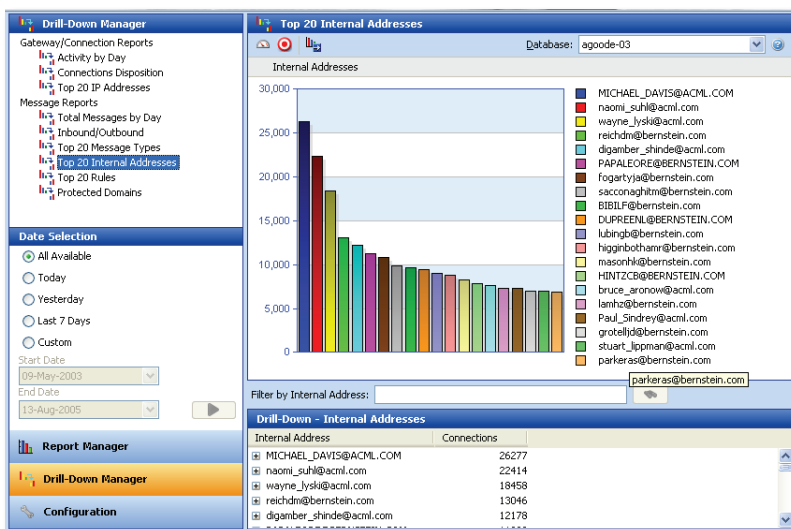 Drill-Down Manager
Gateway/Connection Reports
Activity by Day
Connections Disposition
Top 20 IP Addresses
Message Reports
Total Messages by Day
Inbound/Outbound
Top 20 Message Types
Top 20 Internal Addresses
Top 20 Rules
Protected Domains
Date Selection
All Available
Today
Yesterday
Last 7 Days
Custom
Start Date
09-May-2003
End Date
13-Aug-2005
Report Manager
Drill-Down Manager
Configuration
Top 20 Internal Addresses
Database: agoode-03
Internal Addresses
30,000
25,000
20,000
15,000
10,000
5,000
0
MICHAEL_DAVIS@ACML.COM
naomi_suhl@acml.com
wayne_lyski@acml.com
reichdm@bernstein.com
digamber_shinde@acml.com
PAPALEORE@BERNSTEIN.COM
fogartyja@bernstein.com
sacconaghitm@bernstein.com
BIBILF@bernstein.com
DUPREENL@BERNSTEIN.COM
lubingb@bernstein.com
higginbothamr@bernstein.com
masonhk@bernstein.com
HINTZCB@BERNSTEIN.COM
bruce_aronow@acml.com
lamhz@bernstein.com
Paul_Sindrey@acml.com
grotelljd@bernstein.com
stuart_lippman@acml.com
parkeras@bernstein.com
parkeras@bernstein.com
Filter by Internal Address:
Drill-Down - Internal Addresses
Internal Address Connections
MICHAEL_DAVIS@ACML.COM 26277
naomi_suhl@acml.com 22414
wayne_lyski@acml.com 18458
reichdm@bernstein.com 13046
digamber_shinde@acml.com 12178